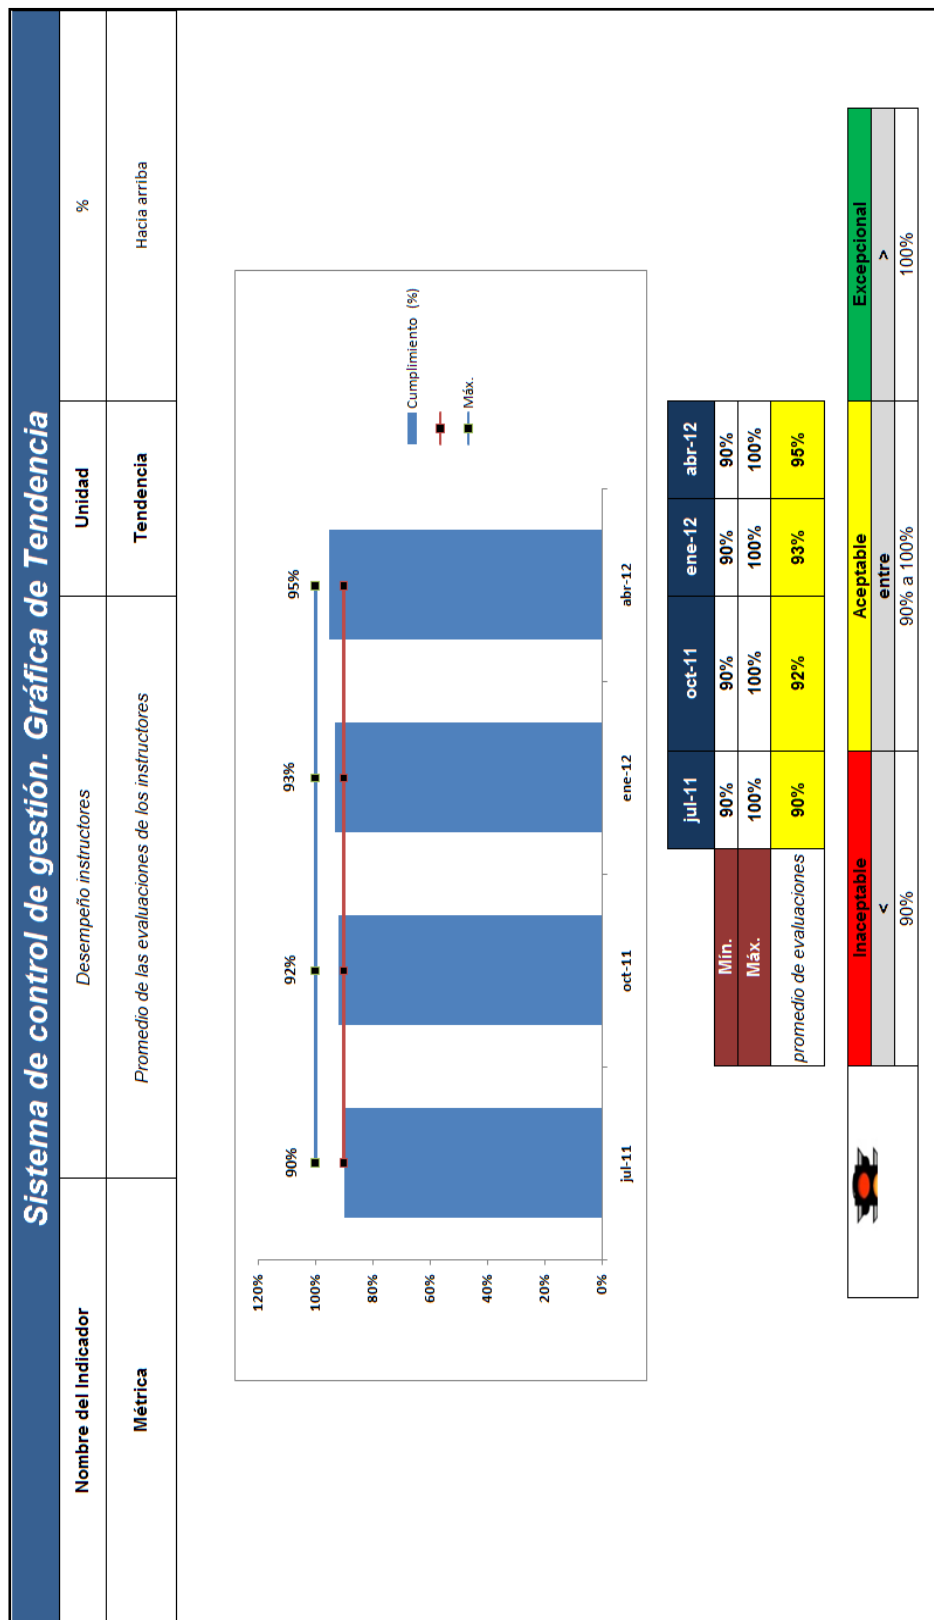 Sistema de control de gestión. Gráfica de Tendencia
Nombre del Indicador Desempeño instructores Unidad %
Métrica Promedio de las evaluaciones de los instructores Tendencia Hacia arriba
120%
100%
80%
60%
40%
20%
0%
90% 92% 93% 95%
jul-11 oct-11 ene-12 abr-12
Cumplimiento (%)
Máx.
jul-11 oct-11 ene-12 abr-12
Mín. 90% 90% 90% 90%
Máx. 100% 100% 100% 100%
promedio de evaluaciones 90% 92% 93% 95%
Inaceptable Aceptable Excepcional
< entre >
90% 90% a 100% 100%